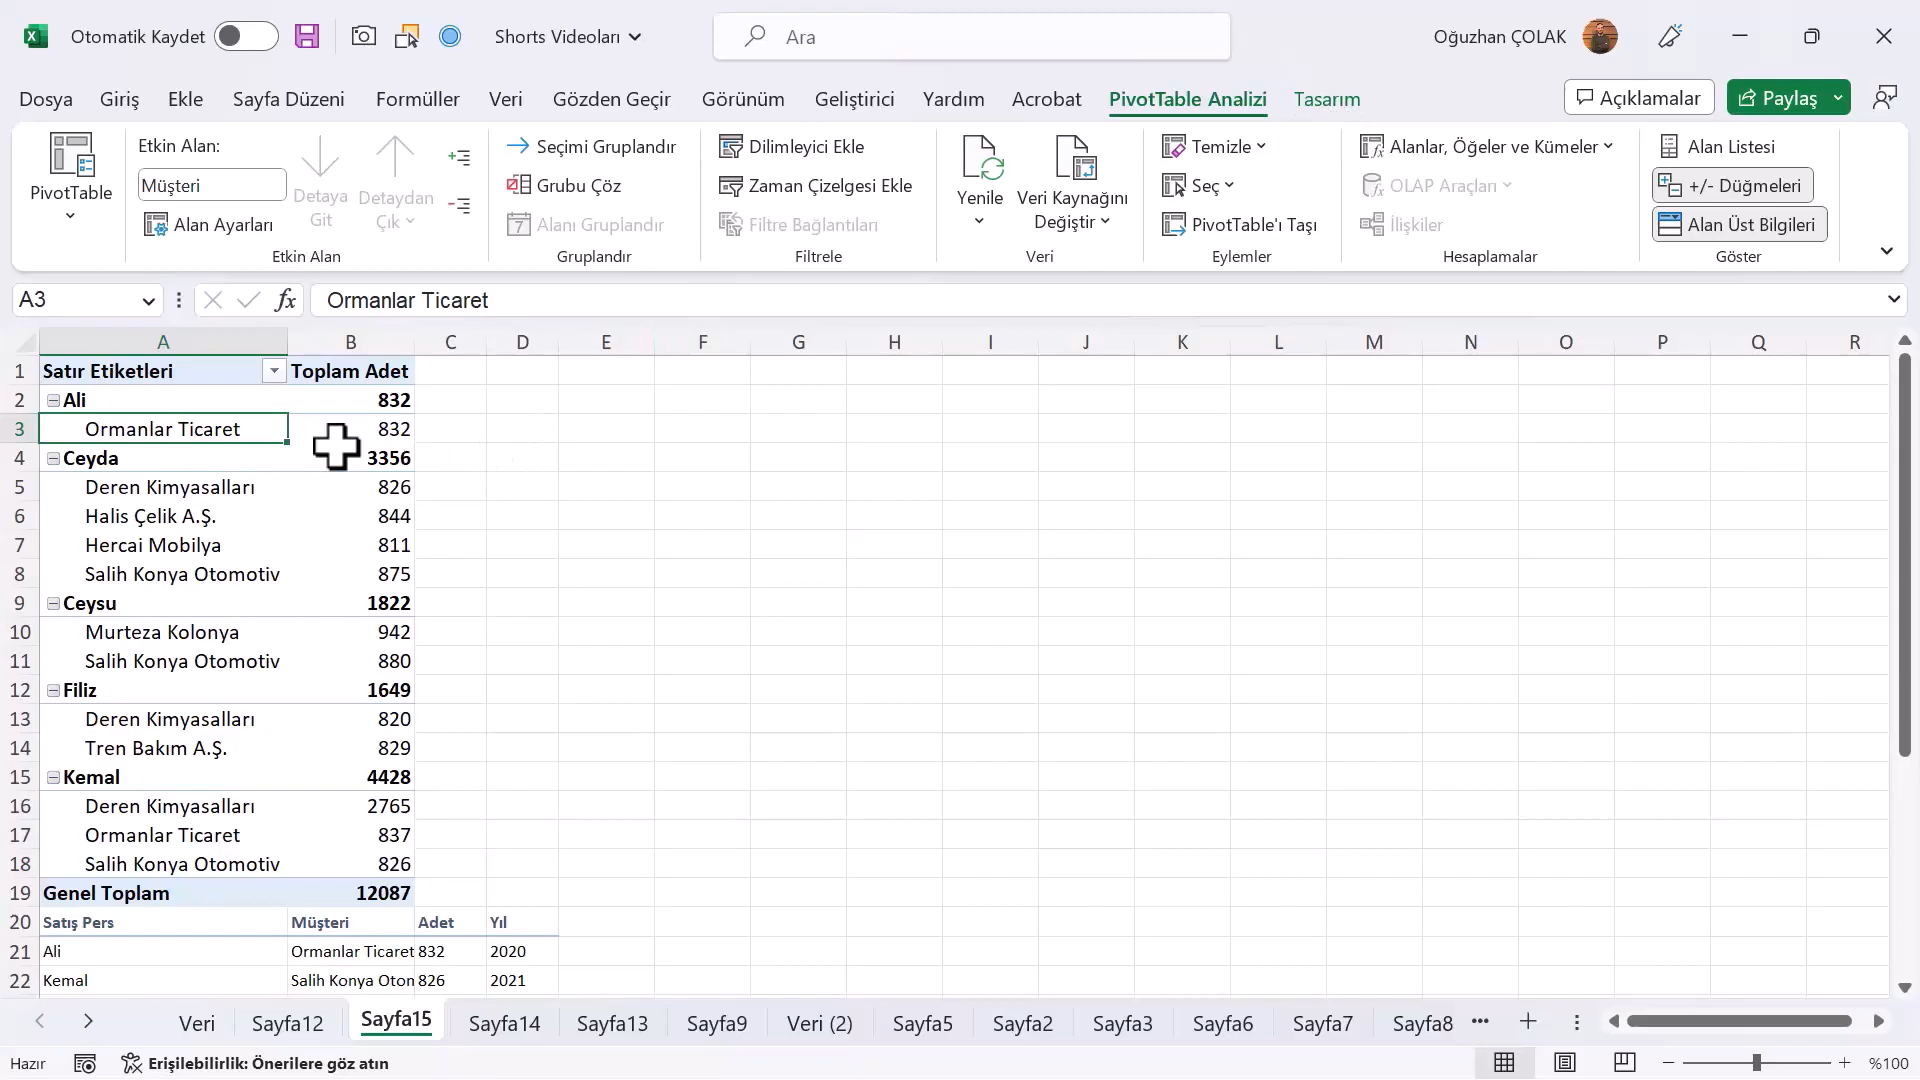 Otomatik Kaydet Shorts Videoları Ara Oğuzhan ÇOLAK
Dosya Giriş Ekle Sayfa Düzeni Formüller Veri Gözden Geçir Görünüm Geliştirici Yardım Acrobat PivotTable Analizi Tasarım Açıklamalar Paylaş
PivotTable
Etkin Alan:
Müşteri
Alan Ayarları
Detaya Git
Detaydan Çık
Etkin Alan
Seçimi Gruplandır
Grubu Çöz
7 Alanı Gruplandır
Gruplandır
Dilimleyici Ekle
Zaman Çizelgesi Ekle
Filtre Bağlantıları
Filtrele
Yenile
Veri Kaynağını Değiştir
Veri
Temizle
Seç
PivotTable'ı Taşı
Eylemler
Alanlar, Öğeler ve Kümeler
OLAP Araçları
İlişkiler
Hesaplamalar
Alan Listesi
+/- Düğmeleri
Alan Üst Bilgileri
Göster
A3 fx Ormanlar Ticaret
A B C D E F G H I J K L M N O P Q R
1 Satır Etiketleri Toplam Adet
2 Ali 832
3 Ormanlar Ticaret 832
4 Ceyda 3356
5 Deren Kimyasalları 826
6 Halis Çelik A.Ş. 844
7 Hercai Mobilya 811
8 Salih Konya Otomotiv 875
9 Ceysu 1822
10 Murteza Kolonya 942
11 Salih Konya Otomotiv 880
12 Filiz 1649
13 Deren Kimyasalları 820
14 Tren Bakım A.Ş. 829
15 Kemal 4428
16 Deren Kimyasalları 2765
17 Ormanlar Ticaret 837
18 Salih Konya Otomotiv 826
19 Genel Toplam 12087
20 Satış Pers Müşteri Adet Yıl
21 Ali Ormanlar Ticaret 832 2020
22 Kemal Salih Konya Oton 826 2021
Veri Sayfa12 Sayfa15 Sayfa14 Sayfa13 Sayfa9 Veri (2) Sayfa5 Sayfa2 Sayfa3 Sayfa6 Sayfa7 Sayfa8
Hazır Erişilebilirlik: Önerilere göz atın %100